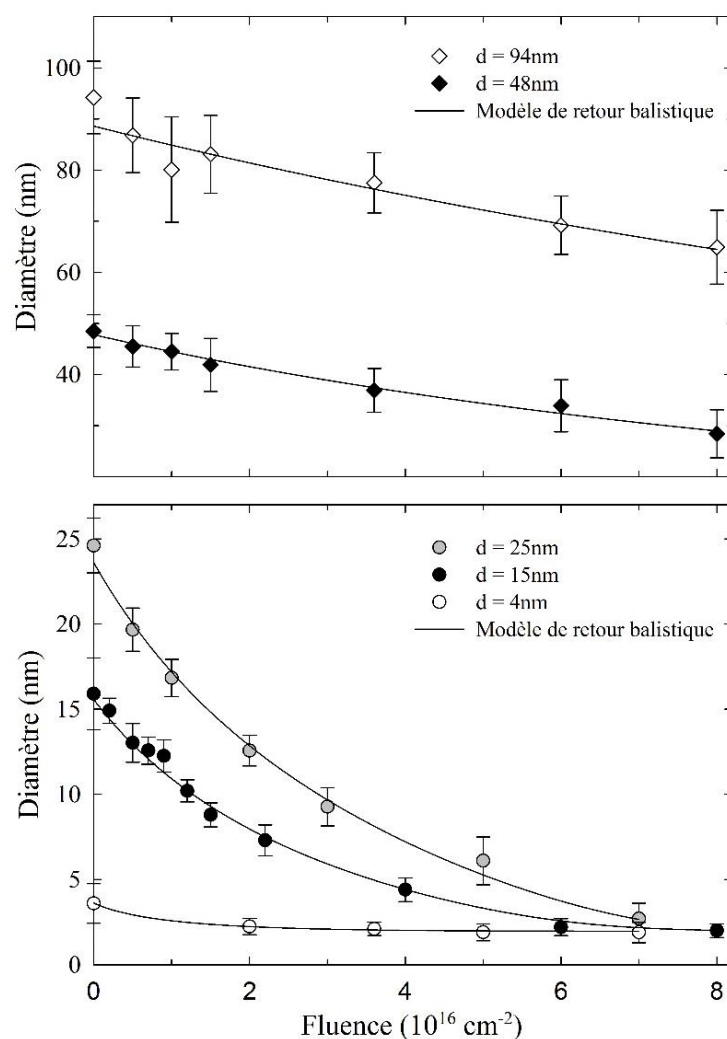 100
80
60
40
Diamètre (nm)
d = 94nm
d = 48nm
Modèle de retour balistique
25
20
15
10
5
0
Diamètre (nm)
d = 25nm
d = 15nm
d = 4nm
Modèle de retour balistique
0 2 4 6 8
Fluence (10¹⁶ cm⁻²)